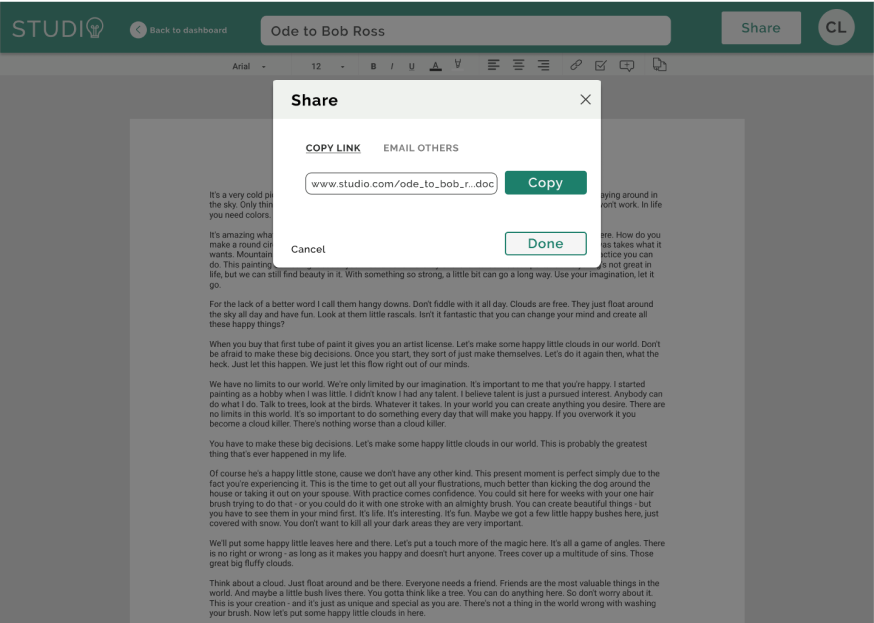 STUDIO
Back to dashboard
Ode to Bob Ross
Share
CL
Arial
12
B I U A
Share
COPY LINK EMAIL OTHERS
www.studio.com/ode_to_bob_r...doc
Copy
Cancel
Done
It's a very cold pi aying around in
the sky. Only thin won't work. In life
you need colors.
It's amazing wha ere. How do you
make a round cir as takes what it
wants. Mountain actice you can
do. This painting 's not great in
life, but we can still find beauty in it. With something so strong, a little bit can go a long way. Use your imagination, let it
go.
For the lack of a better word I call them hangy downs. Don't fiddle with it all day. Clouds are free. They just float around
the sky all day and have fun. Look at them little rascals. Isn't it fantastic that you can change your mind and create all
these happy things?
When you buy that first tube of paint it gives you an artist license. Let's make some happy little clouds in our world. Don't
be afraid to make these big decisions. Once you start, they sort of just make themselves. Let's do it again then, what the
heck. Just let this happen. We just let this flow right out of our minds.
We have no limits to our world. We're only limited by our imagination. It's important to me that you're happy. I started
painting as a hobby when I was little. I didn't know I had any talent. I believe talent is just a pursued interest. Anybody can
do what I do. Talk to trees, look at the birds. Whatever it takes. In your world you can create anything you desire. There are
no limits in this world. It's so important to do something every day that will make you happy. If you overwork it you
become a cloud killer. There's nothing worse than a cloud killer.
You have to make these big decisions. Let's make some happy little clouds in our world. This is probably the greatest
thing that's ever happened in my life.
Of course he's a happy little stone, cause we don't have any other kind. This present moment is perfect simply due to the
fact you're experiencing it. This is the time to get out all your flustrations, much better than kicking the dog around the
house or taking it out on your spouse. With practice comes confidence. You could sit here for weeks with your one hair
brush trying to do that - or you could do it with one stroke with an almighty brush. You can create beautiful things - but
you have to see them in your mind first. It's life. It's interesting. It's fun. Maybe we got a few little happy bushes here, just
covered with snow. You don't want to kill all your dark areas they are very important.
We'll put some happy little leaves here and there. Let's put a touch more of the magic here. It's all a game of angles. There
is no right or wrong - as long as it makes you happy and doesn't hurt anyone. Trees cover up a multitude of sins. Those
great big fluffy clouds.
Think about a cloud. Just float around and be there. Everyone needs a friend. Friends are the most valuable things in the
world. And maybe a little bush lives there. You gotta think like a tree. You can do anything here. So don't worry about it.
This is your creation - and it's just as unique and special as you are. There's not a thing in the world wrong with washing
your brush. Now let's put some happy little clouds in here.